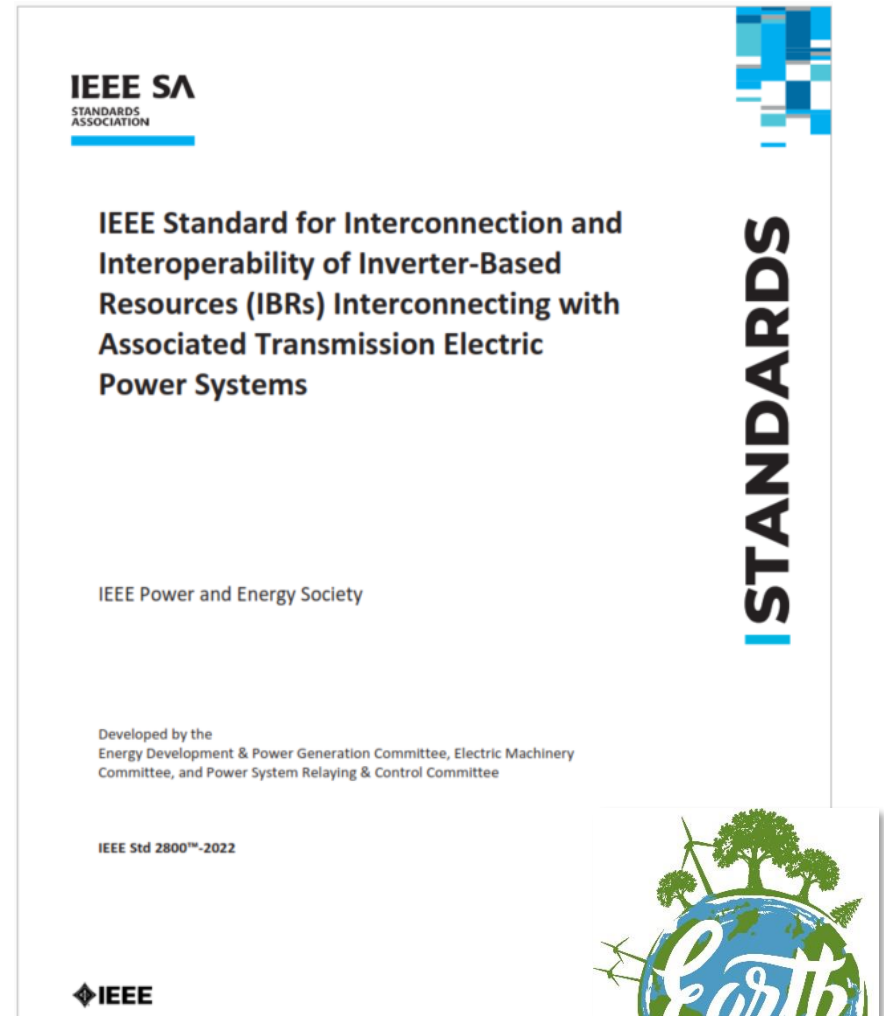 IEEE SA
STANDARDS
ASSOCIATION
STANDARDS
IEEE Standard for Interconnection and
Interoperability of Inverter-Based
Resources (IBRs) Interconnecting with
Associated Transmission Electric
Power Systems
IEEE Power and Energy Society
Developed by the
Energy Development & Power Generation Committee, Electric Machinery
Committee, and Power System Relaying & Control Committee
IEEE Std 2800™-2022
IEEE
Earth